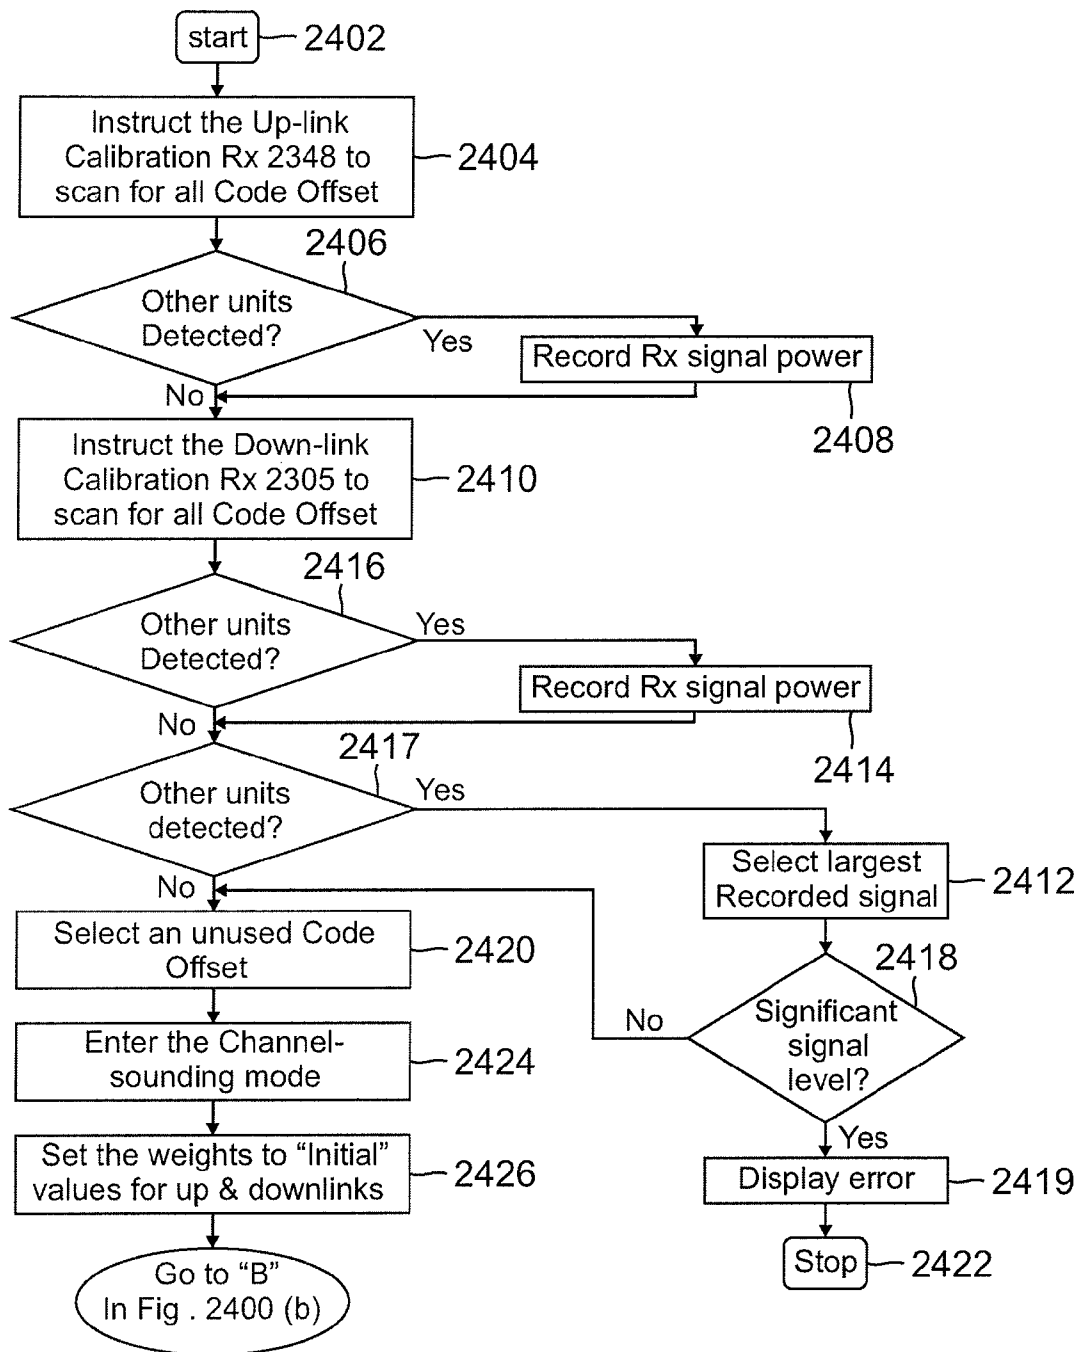 start
2402
Instruct the Up-link
Calibration Rx 2348 to
scan for all Code Offset
2404
2406
Other units
Detected?
Yes
Record Rx signal power
2408
No
Instruct the Down-link
Calibration Rx 2305 to
scan for all Code Offset
2410
2416
Other units
Detected?
Yes
Record Rx signal power
2414
No
2417
Other units
detected?
Yes
Select largest
Recorded signal
2412
No
Select an unused Code
Offset
2420
2418
Significant
signal
level?
No
Yes
Enter the Channel-
sounding mode
2424
Set the weights to “Initial”
values for up & downlinks
2426
Display error
2419
Stop
2422
Go to “B”
In Fig . 2400 (b)